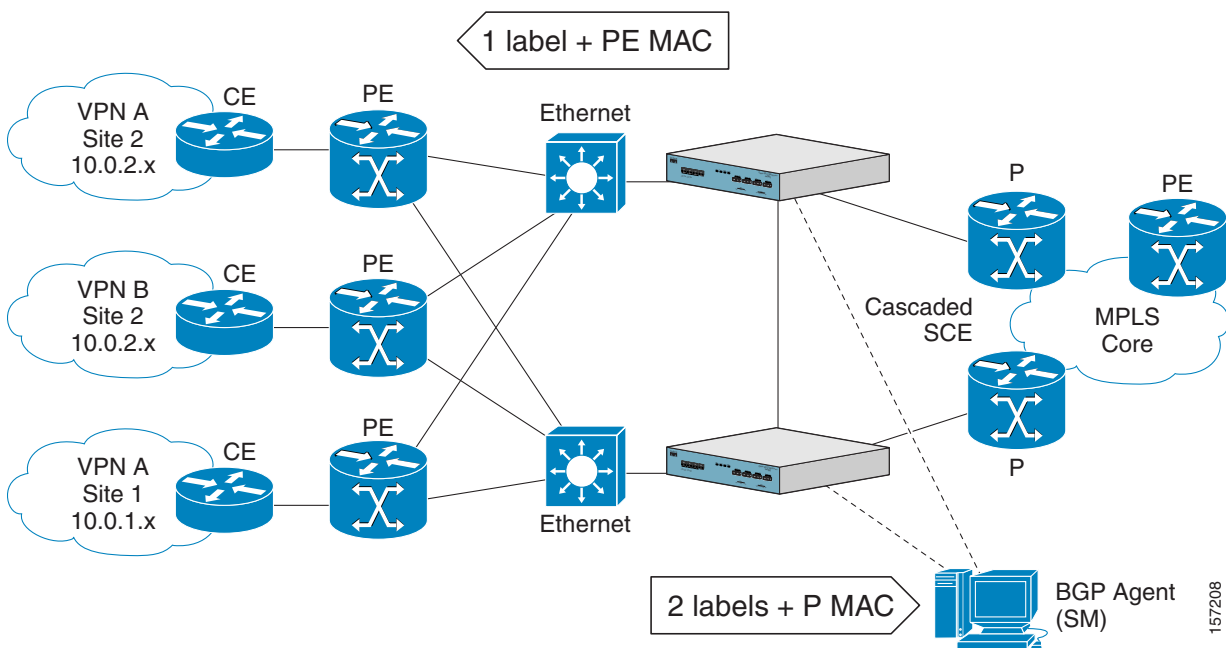 1 label + PE MAC
VPN A
Site 2
10.0.2.x
CE
PE
Ethernet
P
PE
VPN B
Site 2
10.0.2.x
CE
PE
Cascaded
SCE
MPLS
Core
VPN A
Site 1
10.0.1.x
CE
PE
Ethernet
P
2 labels + P MAC
BGP Agent
(SM)
157208